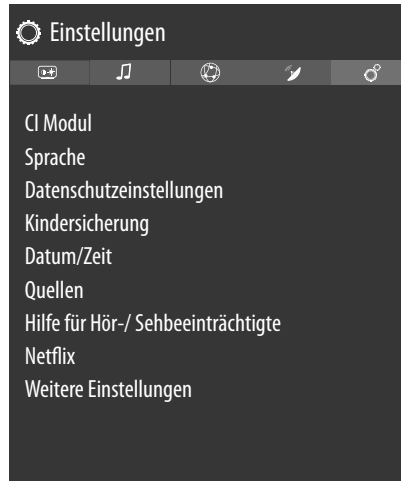 Einstellungen
CI Modul
Sprache
Datenschutzeinstellungen
Kindersicherung
Datum/Zeit
Quellen
Hilfe für Hör-/ Sehbeeinträchtigte
Netflix
Weitere Einstellungen